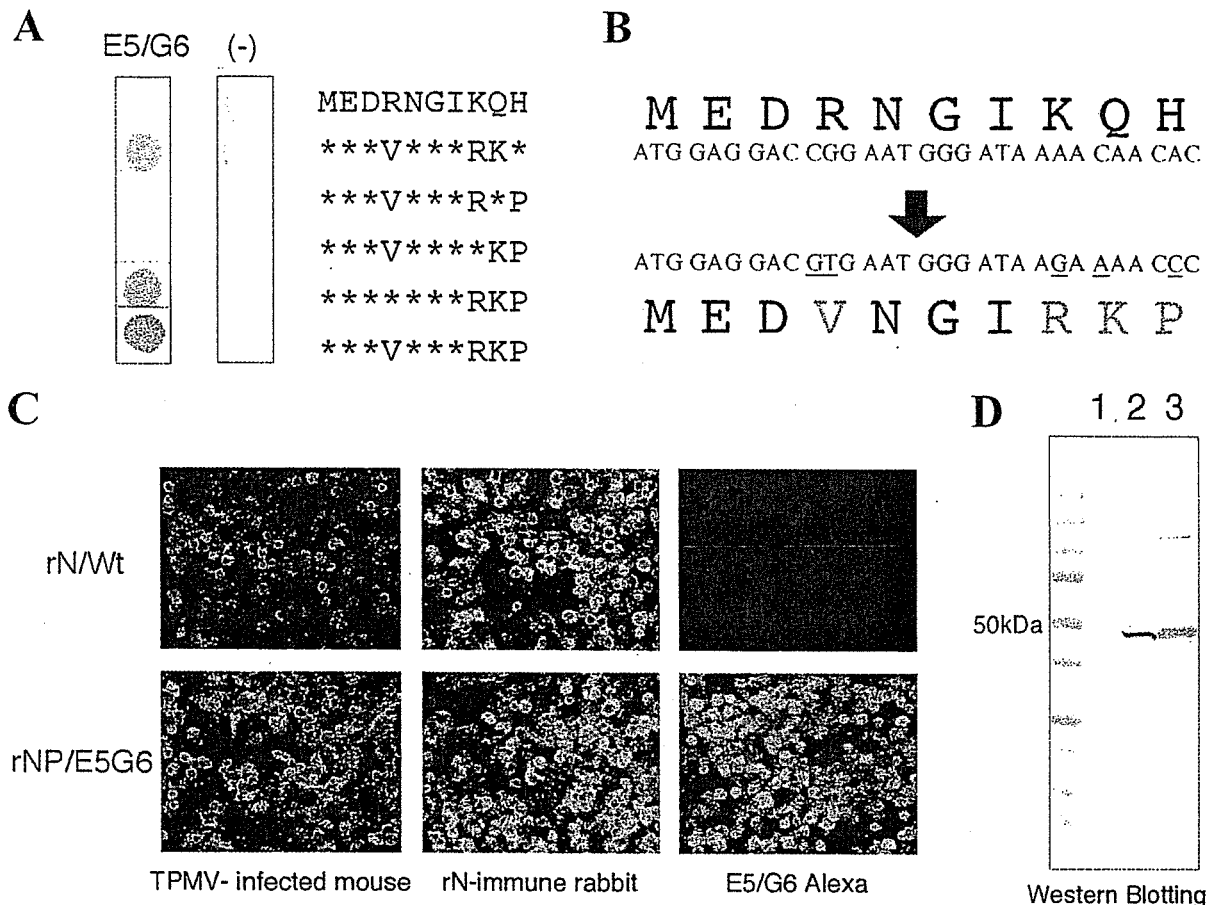 A
E5/G6 (-)
MEDRNGIKQH
***V***RK*
***V***R*P
***V****KP
*******RKP
***V***RKP
B
M E D R N G I K Q H
ATG GAG GAC CGG AAT GGG ATA AAA CAA CAC
ATG GAG GAC GTG AAT GGG ATA AGA AAA CCC
M E D V N G I R K P
C
rN/Wt
rNP/E5G6
TPMV- infected mouse
rN-immune rabbit
E5/G6 Alexa
D
1 2 3
50kDa
Western Blotting